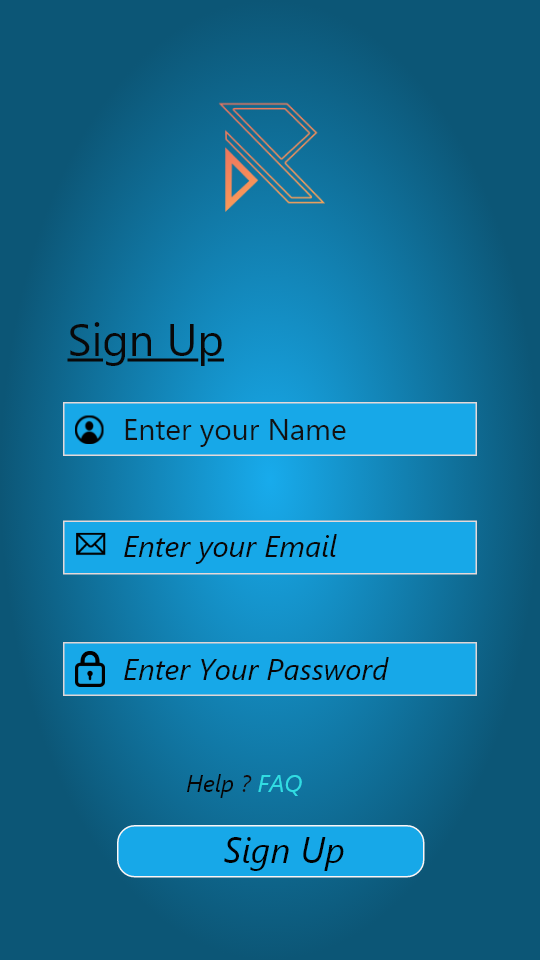 Sign Up
Enter your Name
Enter your Email
Enter Your Password
Help ? FAQ
Sign Up